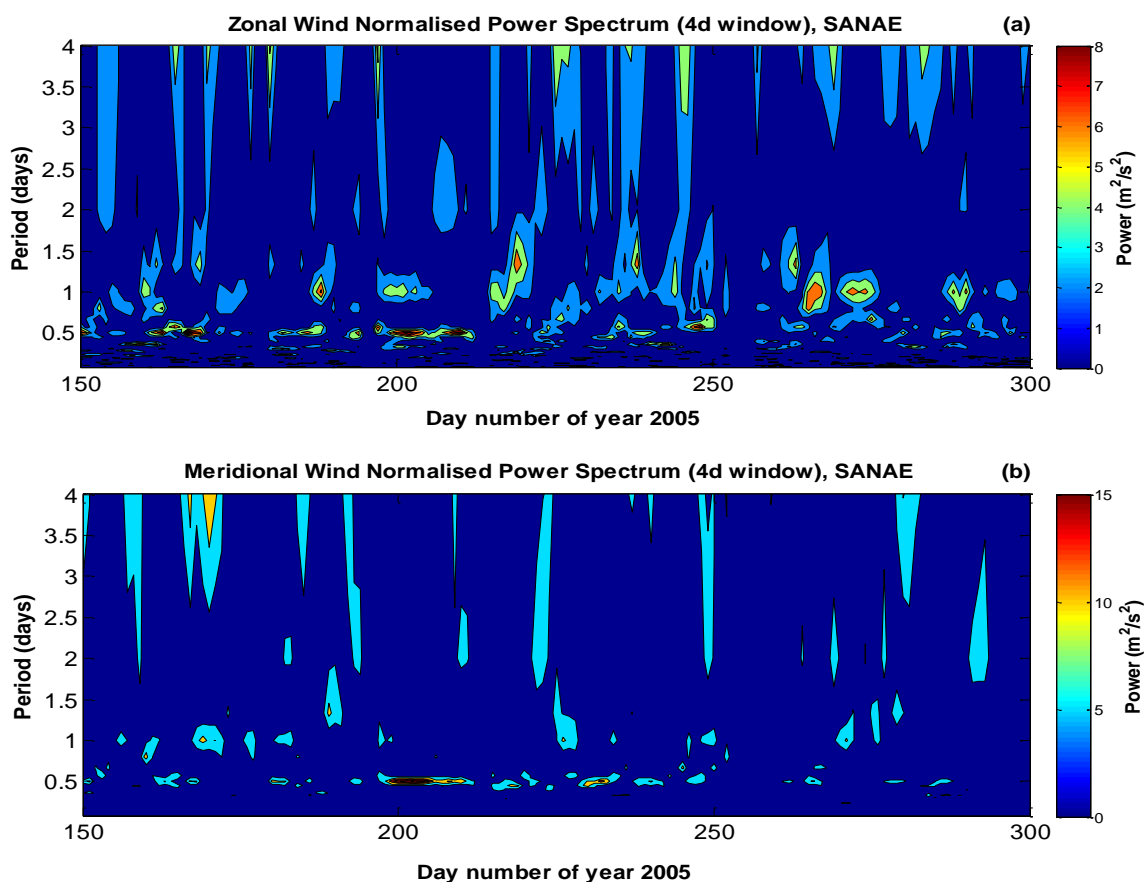 Zonal Wind Normalised Power Spectrum (4d window), SANAE (a)
4
3.5
3
2.5
2
1.5
1
0.5
Period (days)
150 200 250 300
Day number of year 2005
8
7
6
5
4
3
2
1
0
Power (m²/s²)
Meridional Wind Normalised Power Spectrum (4d window), SANAE (b)
4
3.5
3
2.5
2
1.5
1
0.5
Period (days)
150 200 250 300
Day number of year 2005
15
10
5
0
Power (m²/s²)